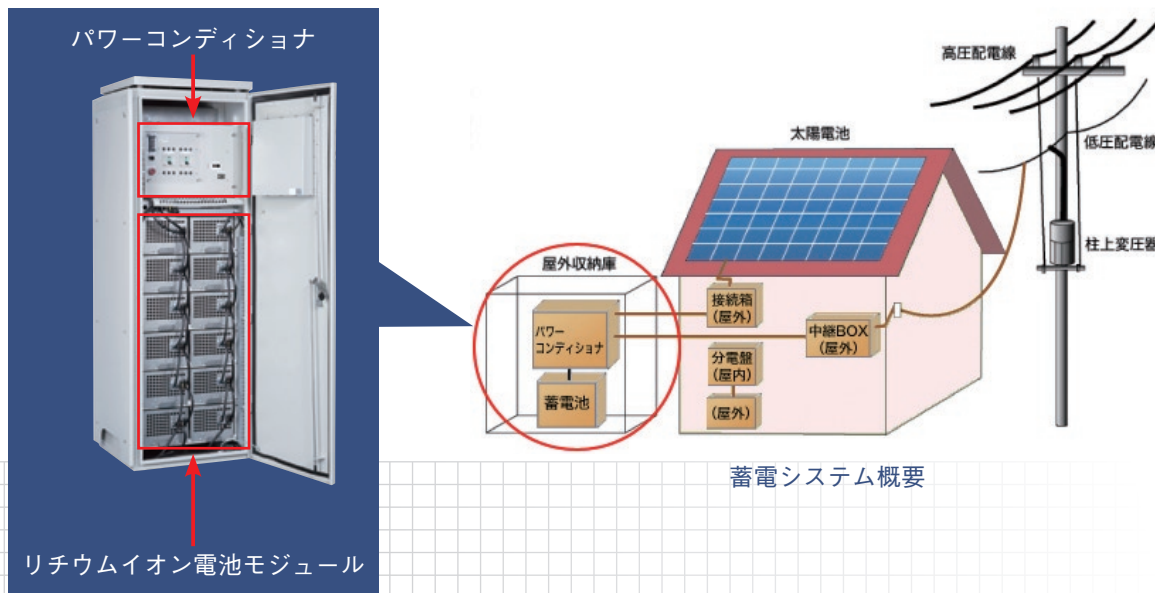 パワーコンディショナ
リチウムイオン電池モジュール
高圧配電線
太陽電池
低圧配電線
柱上変圧器
屋外収納庫
接続箱
(屋外)
パワー
コンディショナ
中継BOX
(屋外)
分電盤
(屋内)
蓄電池
(屋外)
蓄電システム概要